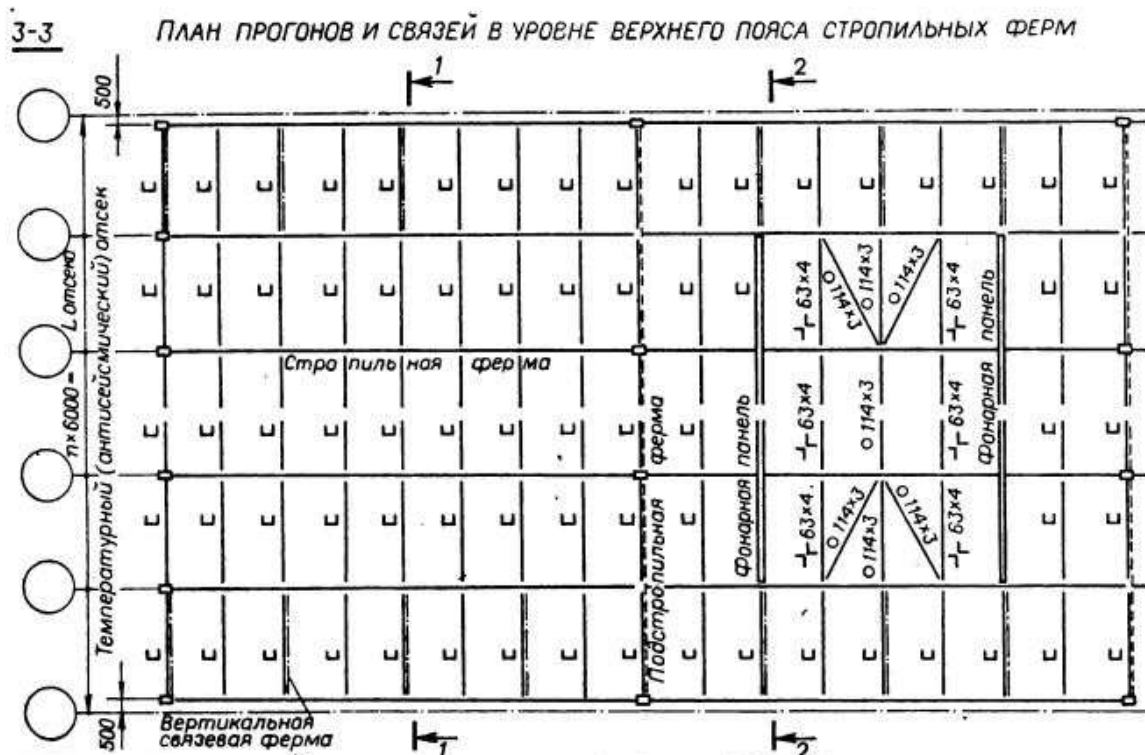 3-3
ПЛАН ПРОГОНОВ И СВЯЗЕЙ В УРОВНЕ ВЕРХНЕГО ПОЯСА СТРОПИЛЬНЫХ ФЕРМ
1
2
500
n×6000 = Lотсека
Температурный (антисейсмический) отсек
Стропильная ферма
Подстропильная ферма
Фонарная панель
Фонарная панель
63×4
○114×3
○114×3
○114×3
63×4
63×4
○114×3
63×4
63×4
○114×3
○114×3
○114×3
63×4
500
Вертикальная
связевая ферма
1
2